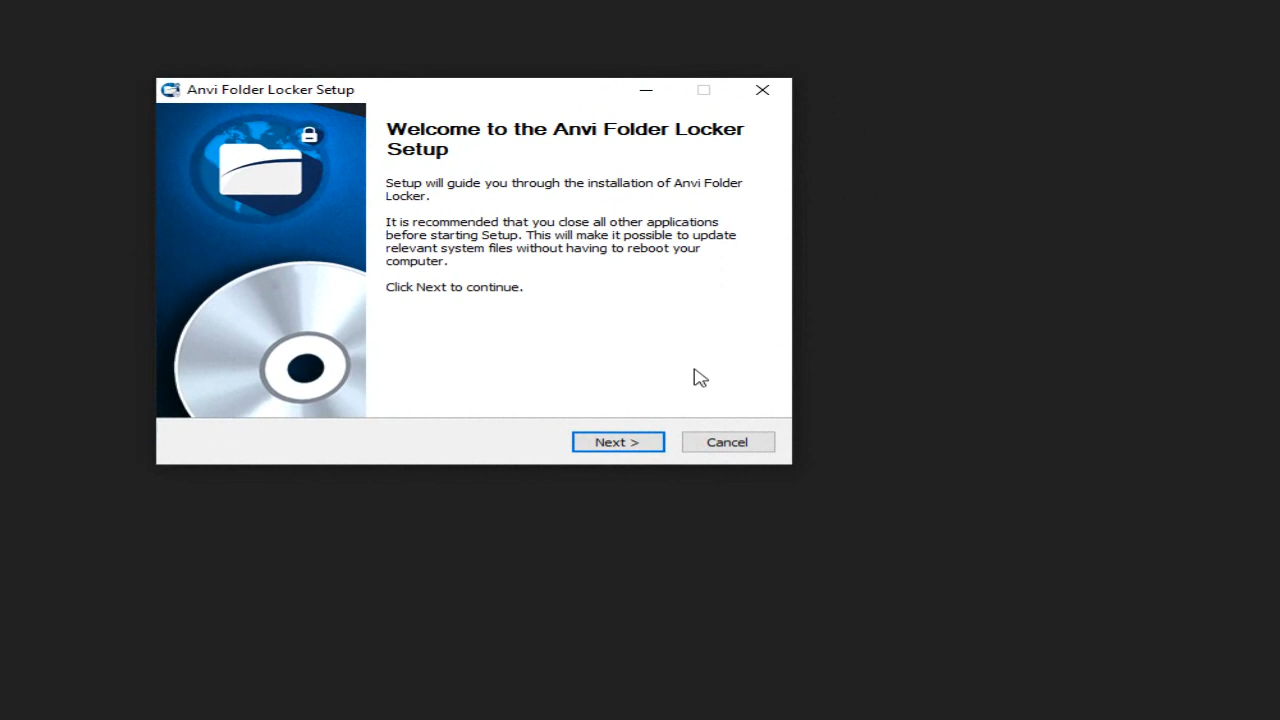 Anvi Folder Locker Setup
Welcome to the Anvi Folder Locker
Setup
Setup will guide you through the installation of Anvi Folder
Locker.
It is recommended that you close all other applications
before starting Setup. This will make it possible to update
relevant system files without having to reboot your
computer.
Click Next to continue.
Next >
Cancel